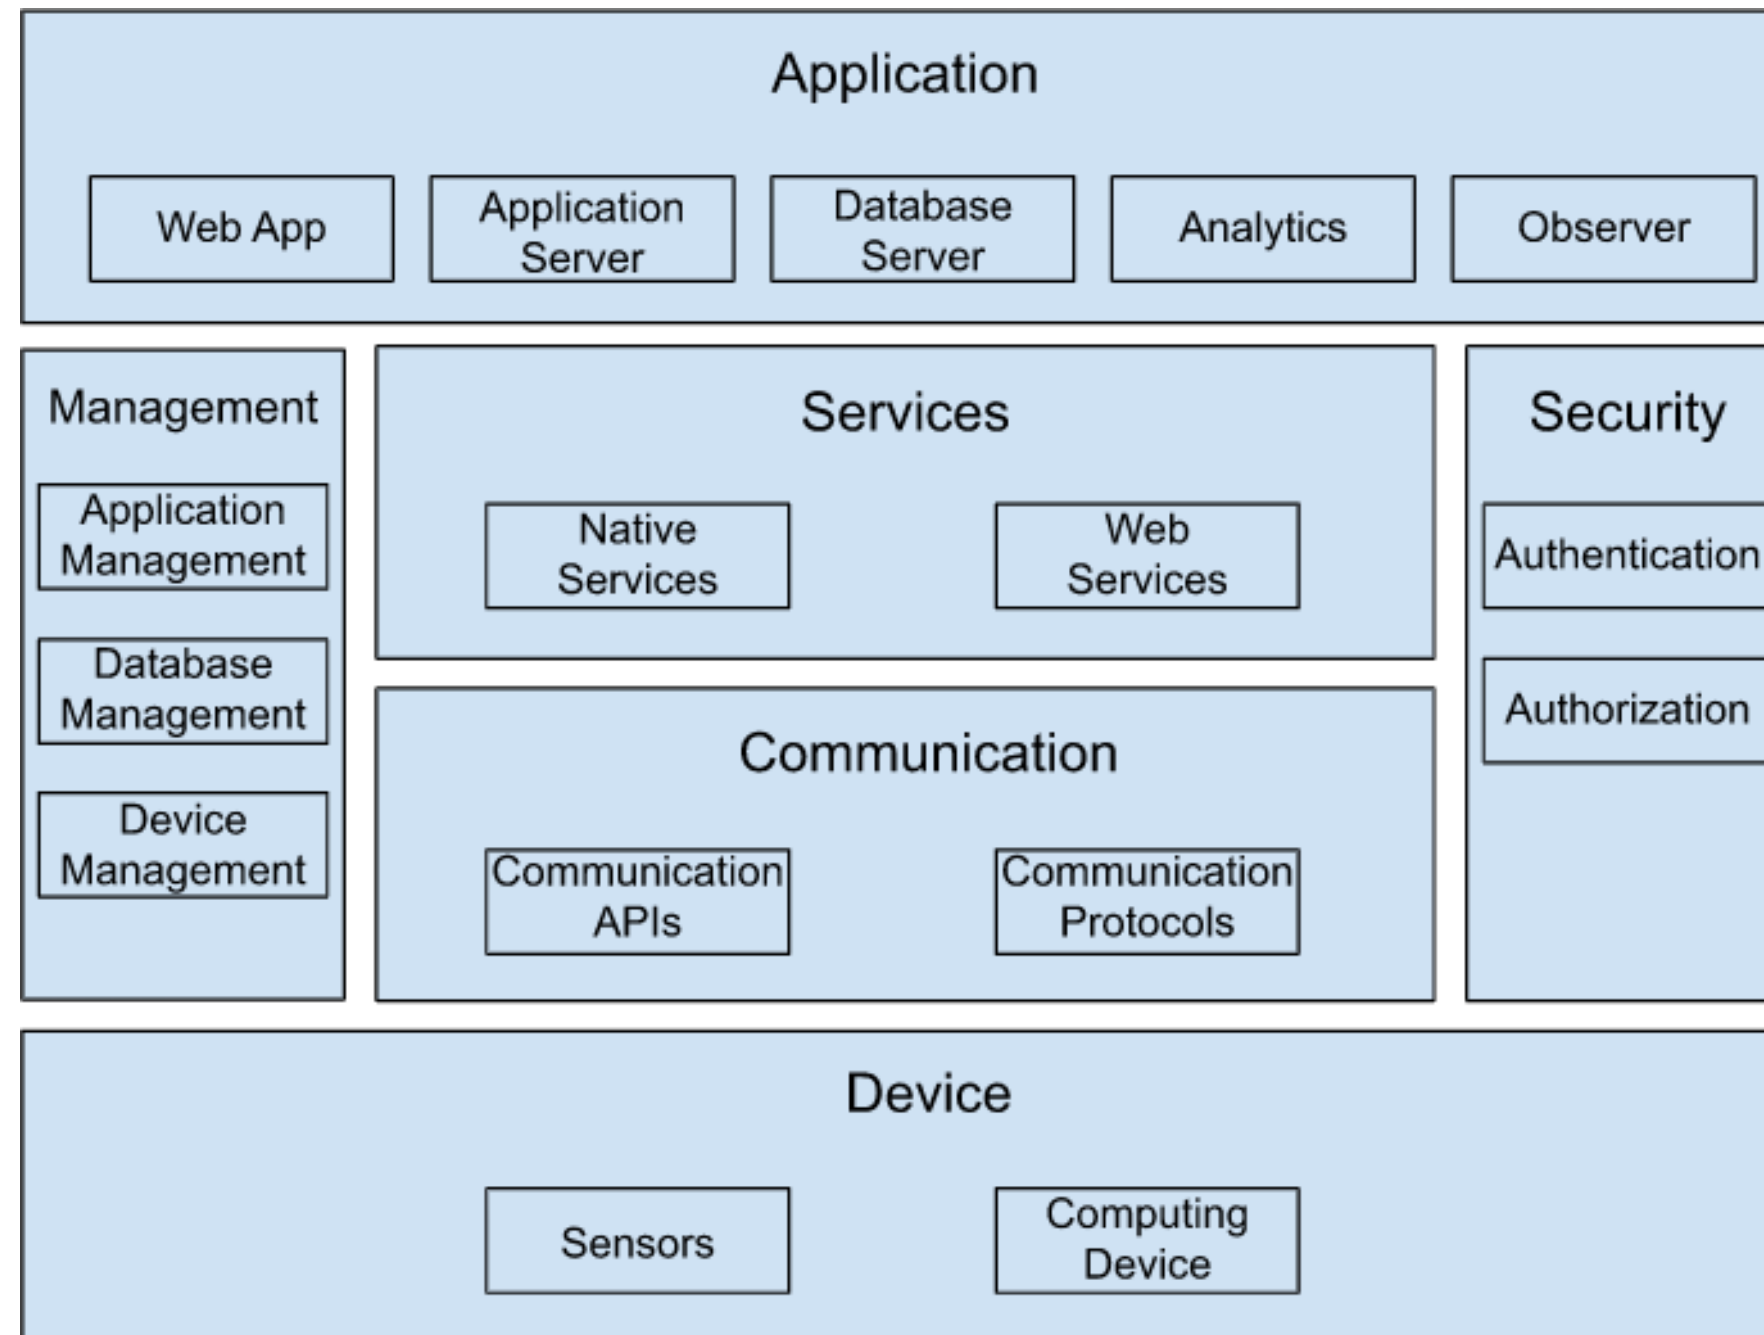 Application
Web App
Application
Server
Database
Server
Analytics
Observer
Management
Application
Management
Database
Management
Device
Management
Services
Native
Services
Web
Services
Communication
Communication
APIs
Communication
Protocols
Security
Authentication
Authorization
Device
Sensors
Computing
Device